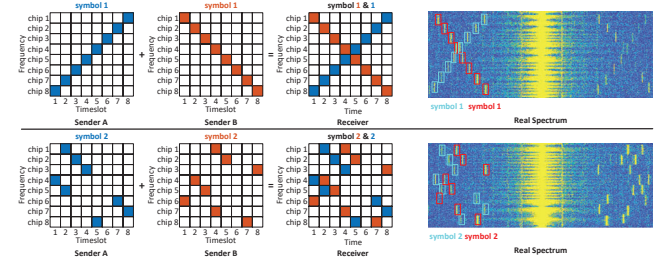 symbol 1
symbol 1
symbol 1 & 1
chip 1
chip 2
chip 3
chip 4
chip 5
chip 6
chip 7
chip 8
Frequency
1 2 3 4 5 6 7 8
Timeslot
Sender A
+
chip 1
chip 2
chip 3
chip 4
chip 5
chip 6
chip 7
chip 8
Frequency
1 2 3 4 5 6 7 8
Timeslot
Sender B
=
chip 1
chip 2
chip 3
chip 4
chip 5
chip 6
chip 7
chip 8
Frequency
1 2 3 4 5 6 7 8
Time
Receiver
symbol 1 symbol 1
Real Spectrum
symbol 2
symbol 2
symbol 2 & 2
chip 1
chip 2
chip 3
chip 4
chip 5
chip 6
chip 7
chip 8
Frequency
1 2 3 4 5 6 7 8
Timeslot
Sender A
+
chip 1
chip 2
chip 3
chip 4
chip 5
chip 6
chip 7
chip 8
Frequency
1 2 3 4 5 6 7 8
Timeslot
Sender B
=
chip 1
chip 2
chip 3
chip 4
chip 5
chip 6
chip 7
chip 8
Frequency
1 2 3 4 5 6 7 8
Time
Receiver
symbol 2 symbol 2
Real Spectrum